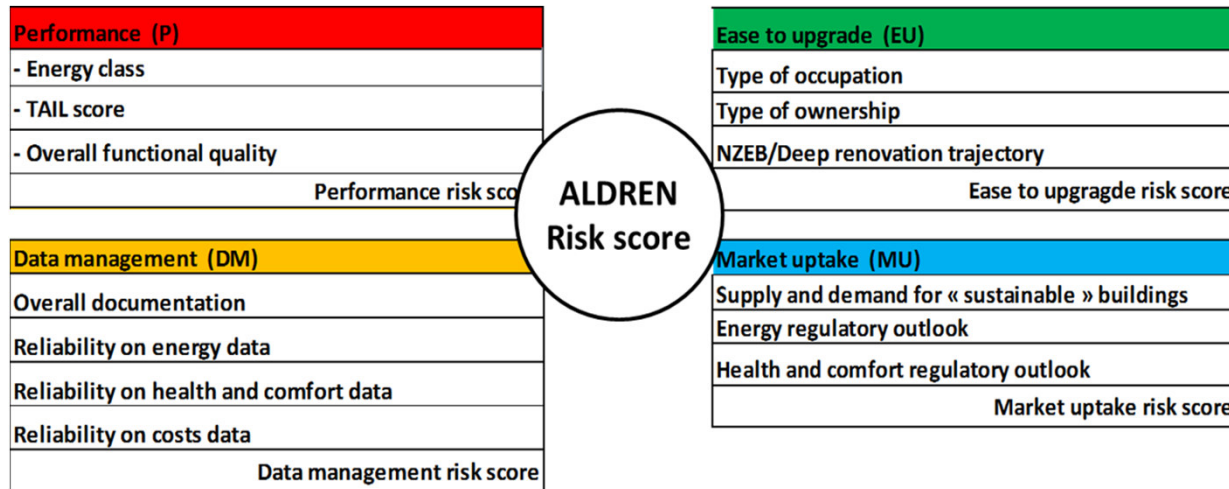 Performance (P)
- Energy class
- TAIL score
- Overall functional quality
Performance risk sco
Data management (DM)
Overall documentation
Reliability on energy data
Reliability on health and comfort data
Reliability on costs data
Data management risk score
ALDREN
Risk score
Ease to upgrade (EU)
Type of occupation
Type of ownership
NZEB/Deep renovation trajectory
Ease to upgragde risk score
Market uptake (MU)
Supply and demand for « sustainable » buildings
Energy regulatory outlook
Health and comfort regulatory outlook
Market uptake risk score